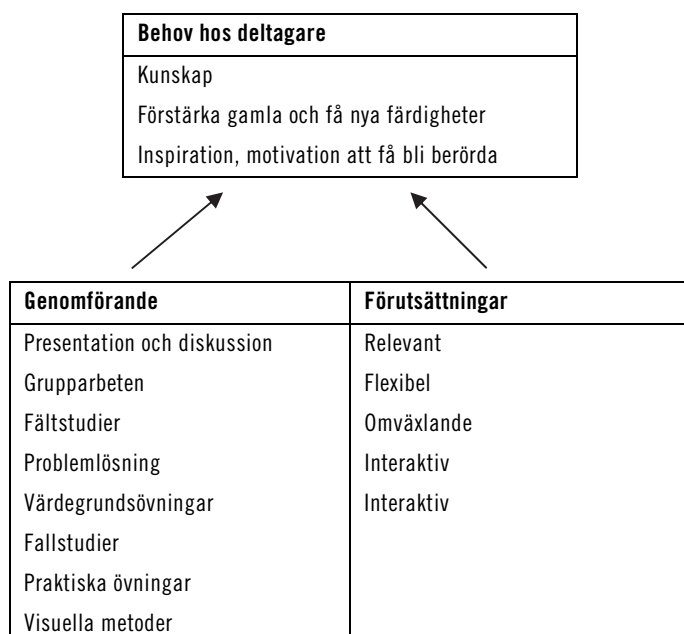 Behov hos deltagare
Kunskap
Förstärka gamla och få nya färdigheter
Inspiration, motivation att få bli berörda
Genomförande
Presentation och diskussion
Grupparbeten
Fältstudier
Problemlösning
Värdegrundsövningar
Fallstudier
Praktiska övningar
Visuella metoder
Förutsättningar
Relevant
Flexibel
Omväxlande
Interaktiv
Interaktiv